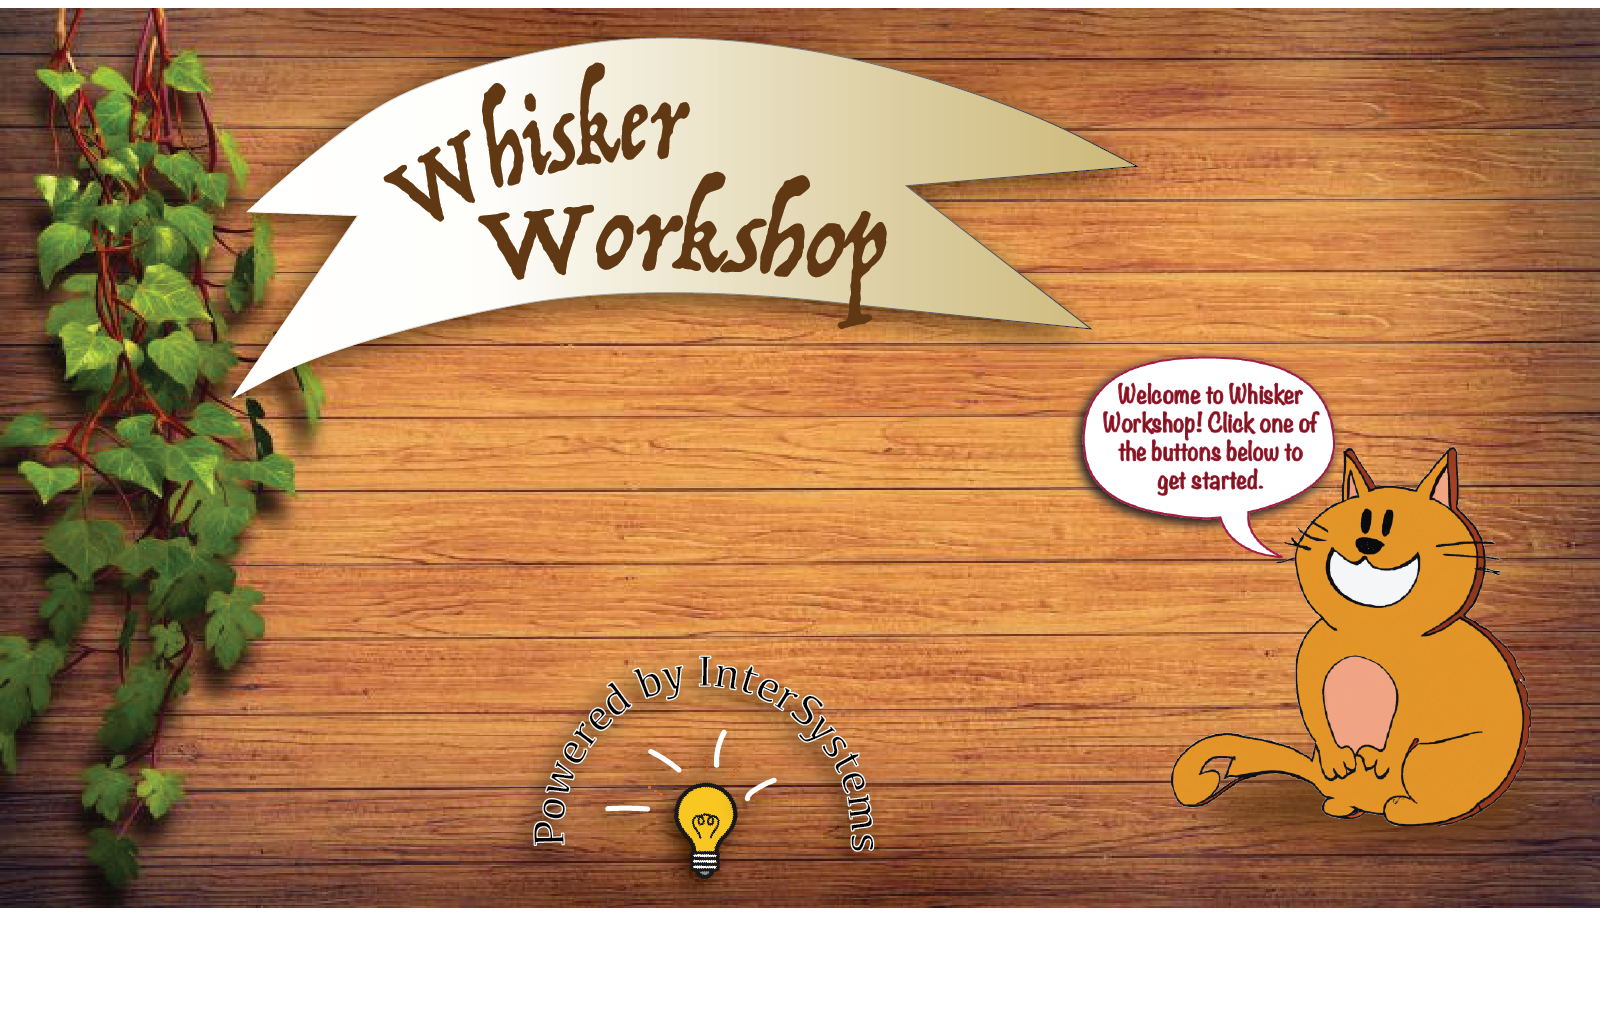 Whisker
Workshop
Welcome to Whisker
Workshop! Click one of
the buttons below to
get started.
Powered by InterSystems